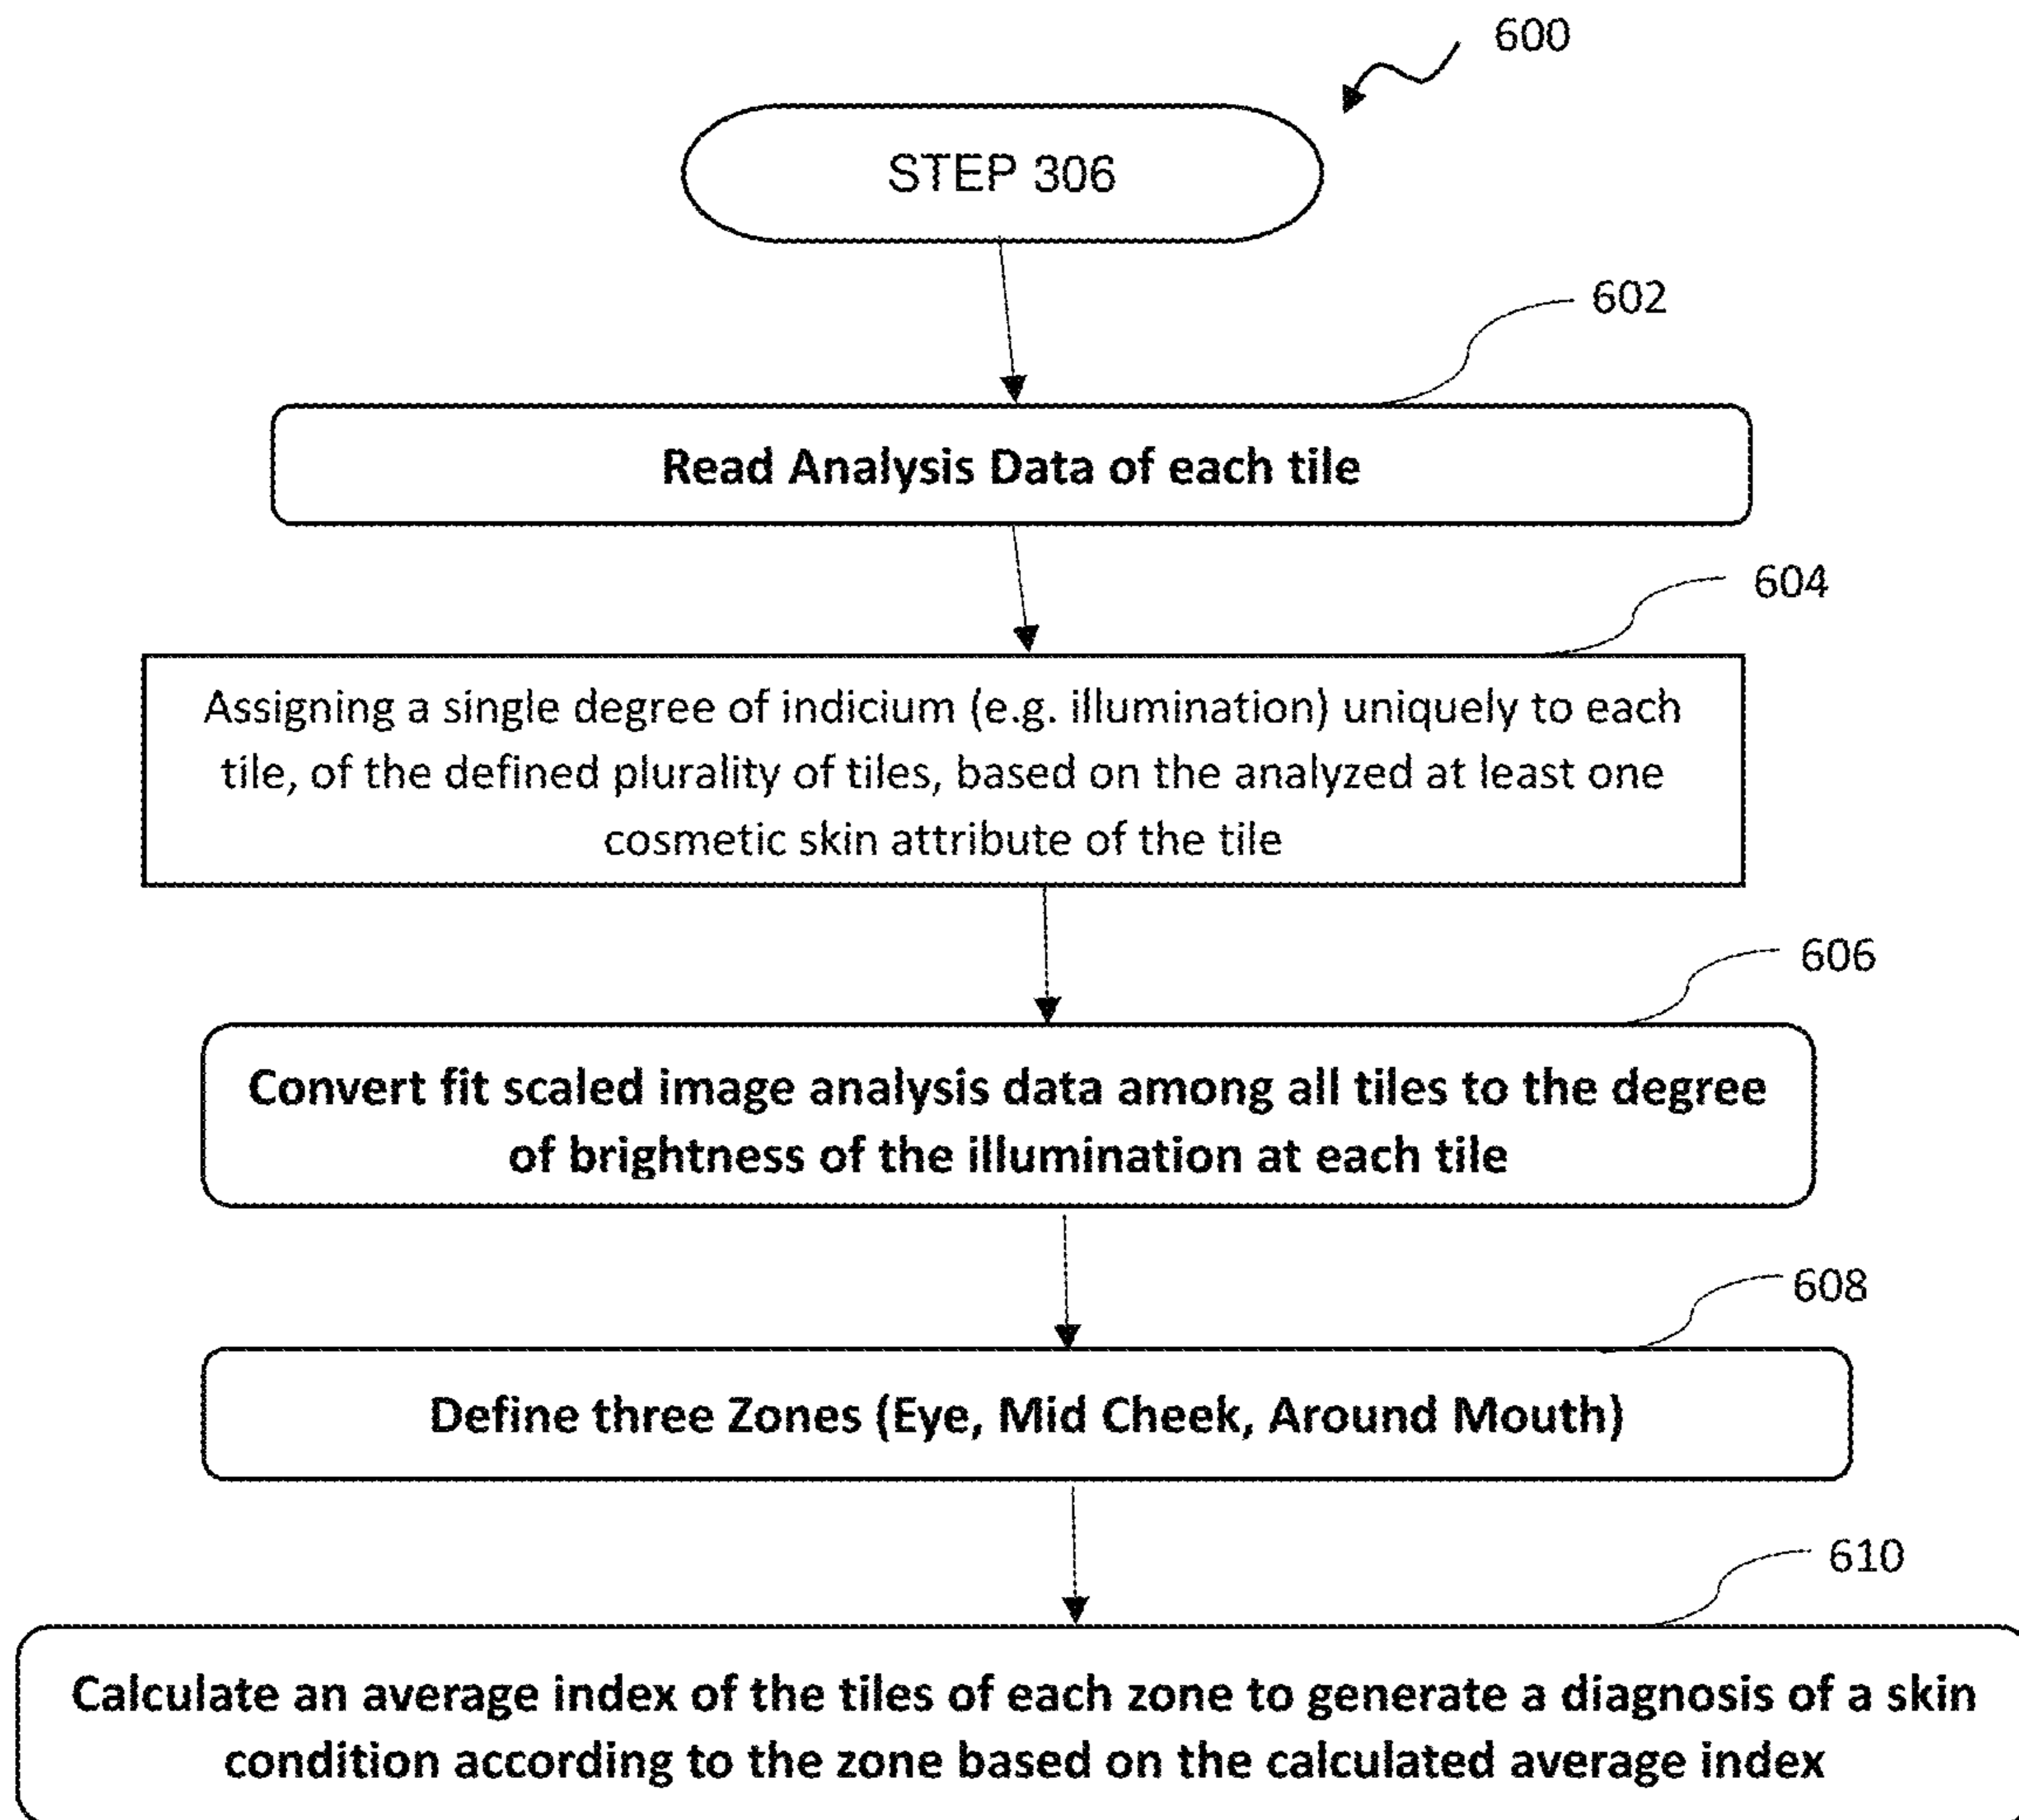 600
STEP 306
602
Read Analysis Data of each tile
604
Assigning a single degree of indicium (e.g. illumination) uniquely to each
tile, of the defined plurality of tiles, based on the analyzed at least one
cosmetic skin attribute of the tile
606
Convert fit scaled image analysis data among all tiles to the degree
of brightness of the illumination at each tile
608
Define three Zones (Eye, Mid Cheek, Around Mouth)
610
Calculate an average index of the tiles of each zone to generate a diagnosis of a skin
condition according to the zone based on the calculated average index